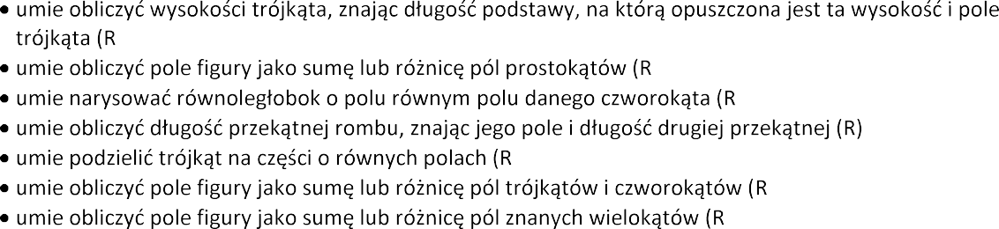 • umie obliczyć wysokości trójkąta, znając długość podstawy, na którą opuszczona jest ta wysokość i pole
trójkąta (R
• umie obliczyć pole figury jako sumę lub różnicę pól prostokątów (R
• umie narysować równoległobok o polu równym polu danego czworokąta (R
• umie obliczyć długość przekątnej rombu, znając jego pole i długość drugiej przekątnej (R)
• umie podzielić trójkąt na części o równych polach (R
• umie obliczyć pole figury jako sumę lub różnicę pól trójkątów i czworokątów (R
• umie obliczyć pole figury jako sumę lub różnicę pól znanych wielokątów (R